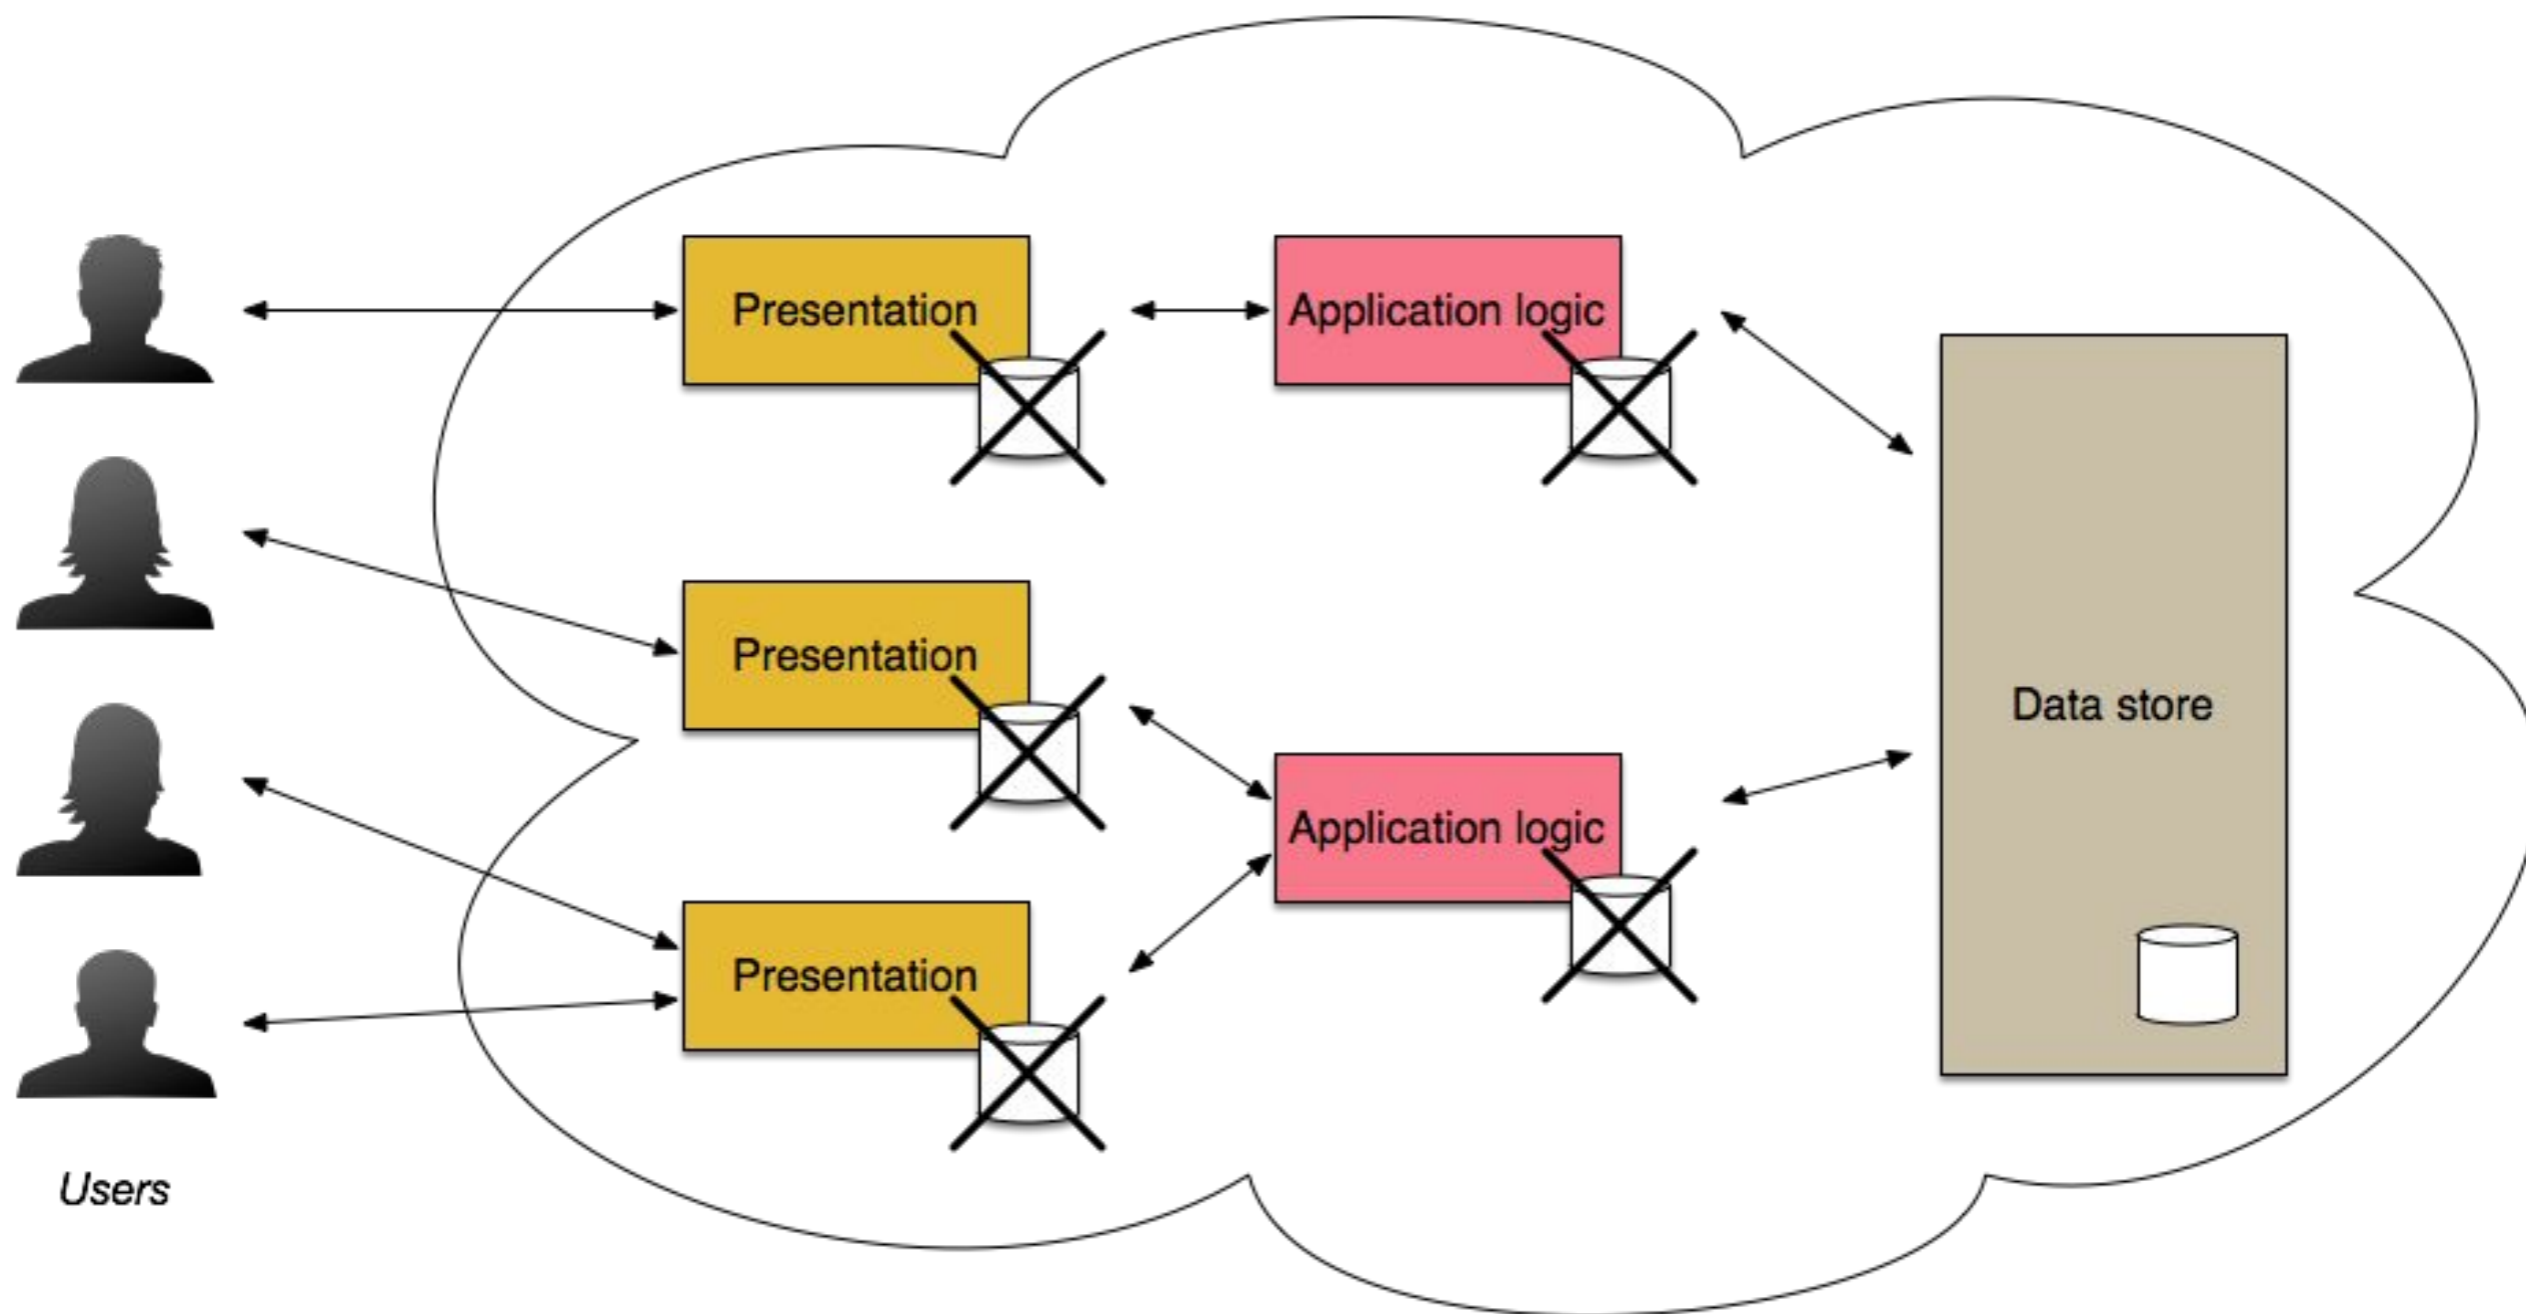 Presentation
Application logic
Presentation
Data store
Application logic
Presentation
Users